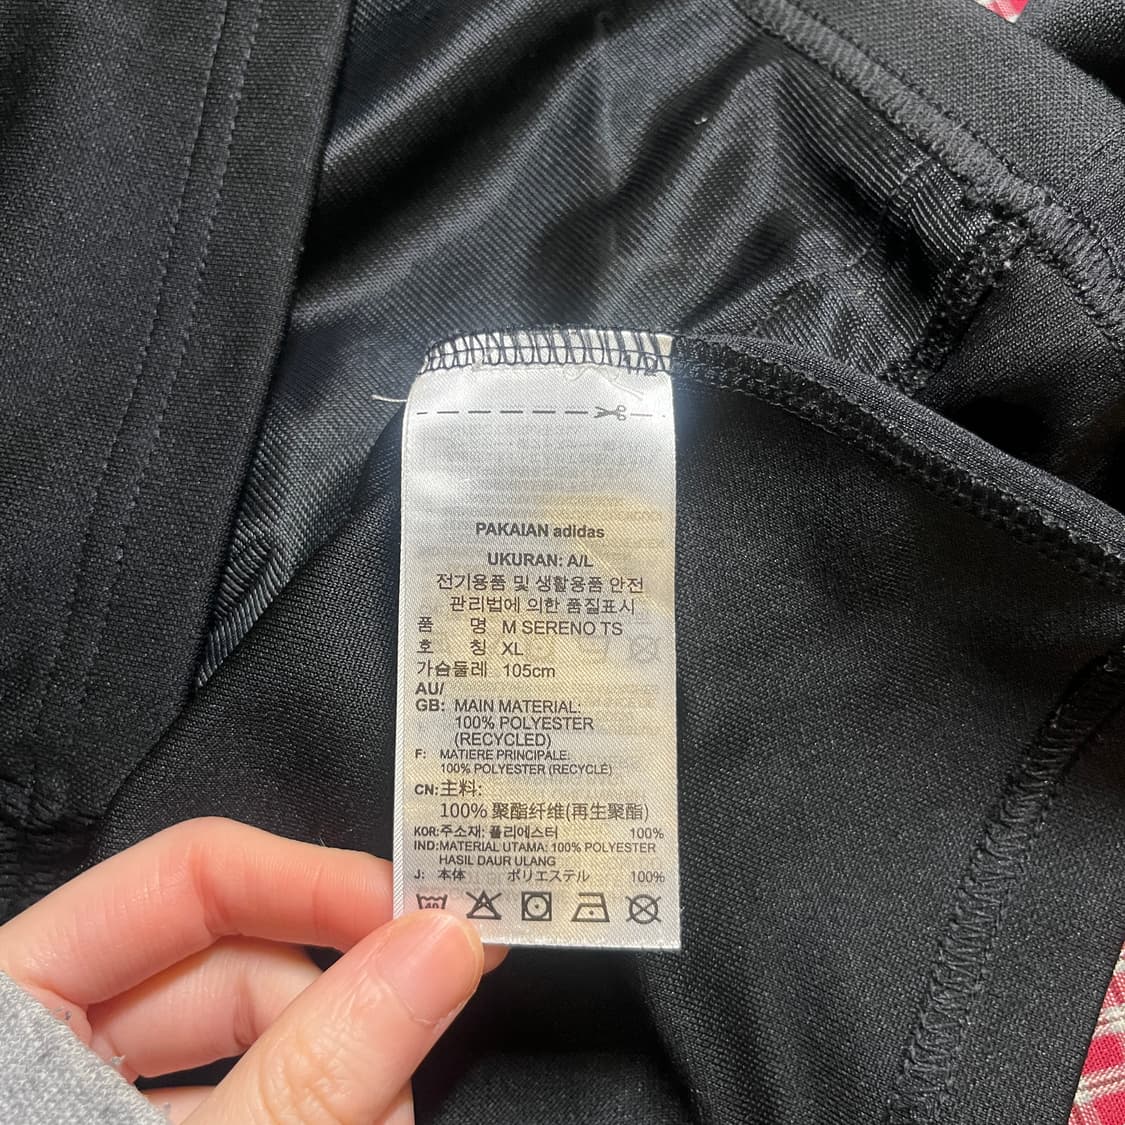 PAKAIAN adidas
UKURAN: A/L
전기용품 및 생활용품 안전
관리법에 의한 품질표시
품 명 M SERENO TS
호 칭 XL
가슴둘레 105cm
AU/
GB: MAIN MATERIAL:
100% POLYESTER
(RECYCLED)
F: MATIERE PRINCIPALE:
100% POLYESTER (RECYCLÉ)
CN:主料:
100% 聚酯纤维(再生聚酯)
KOR:주소재: 폴리에스터 100%
IND:MATERIAL UTAMA: 100% POLYESTER
HASIL DAUR ULANG
J: 本体 ポリエステル 100%
40